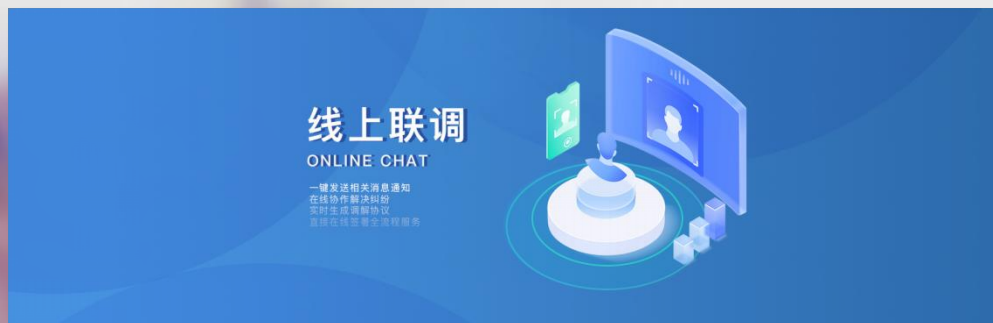 线上联调
ONLINE CHAT
一键发送相关消息通知
在线协作解决纠纷
实时生成调解协议
直接在线签署全流程服务